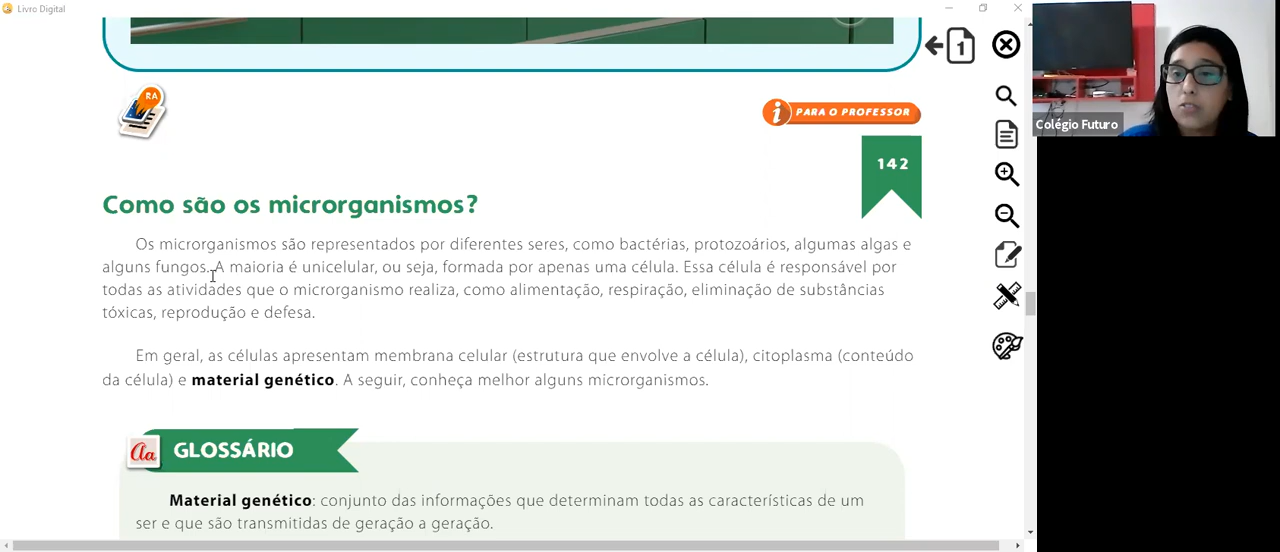 Livro Digital
1
RA
i PARA O PROFESSOR
Colégio Futuro
142
Como são os microrganismos?
Os microrganismos são representados por diferentes seres, como bactérias, protozoários, algumas algas e
alguns fungos. A maioria é unicelular, ou seja, formada por apenas uma célula. Essa célula é responsável por
todas as atividades que o microrganismo realiza, como alimentação, respiração, eliminação de substâncias
tóxicas, reprodução e defesa.
Em geral, as células apresentam membrana celular (estrutura que envolve a célula), citoplasma (conteúdo
da célula) e material genético. A seguir, conheça melhor alguns microrganismos.
Aa GLOSSÁRIO
Material genético: conjunto das informações que determinam todas as características de um
ser e que são transmitidas de geração a geração.